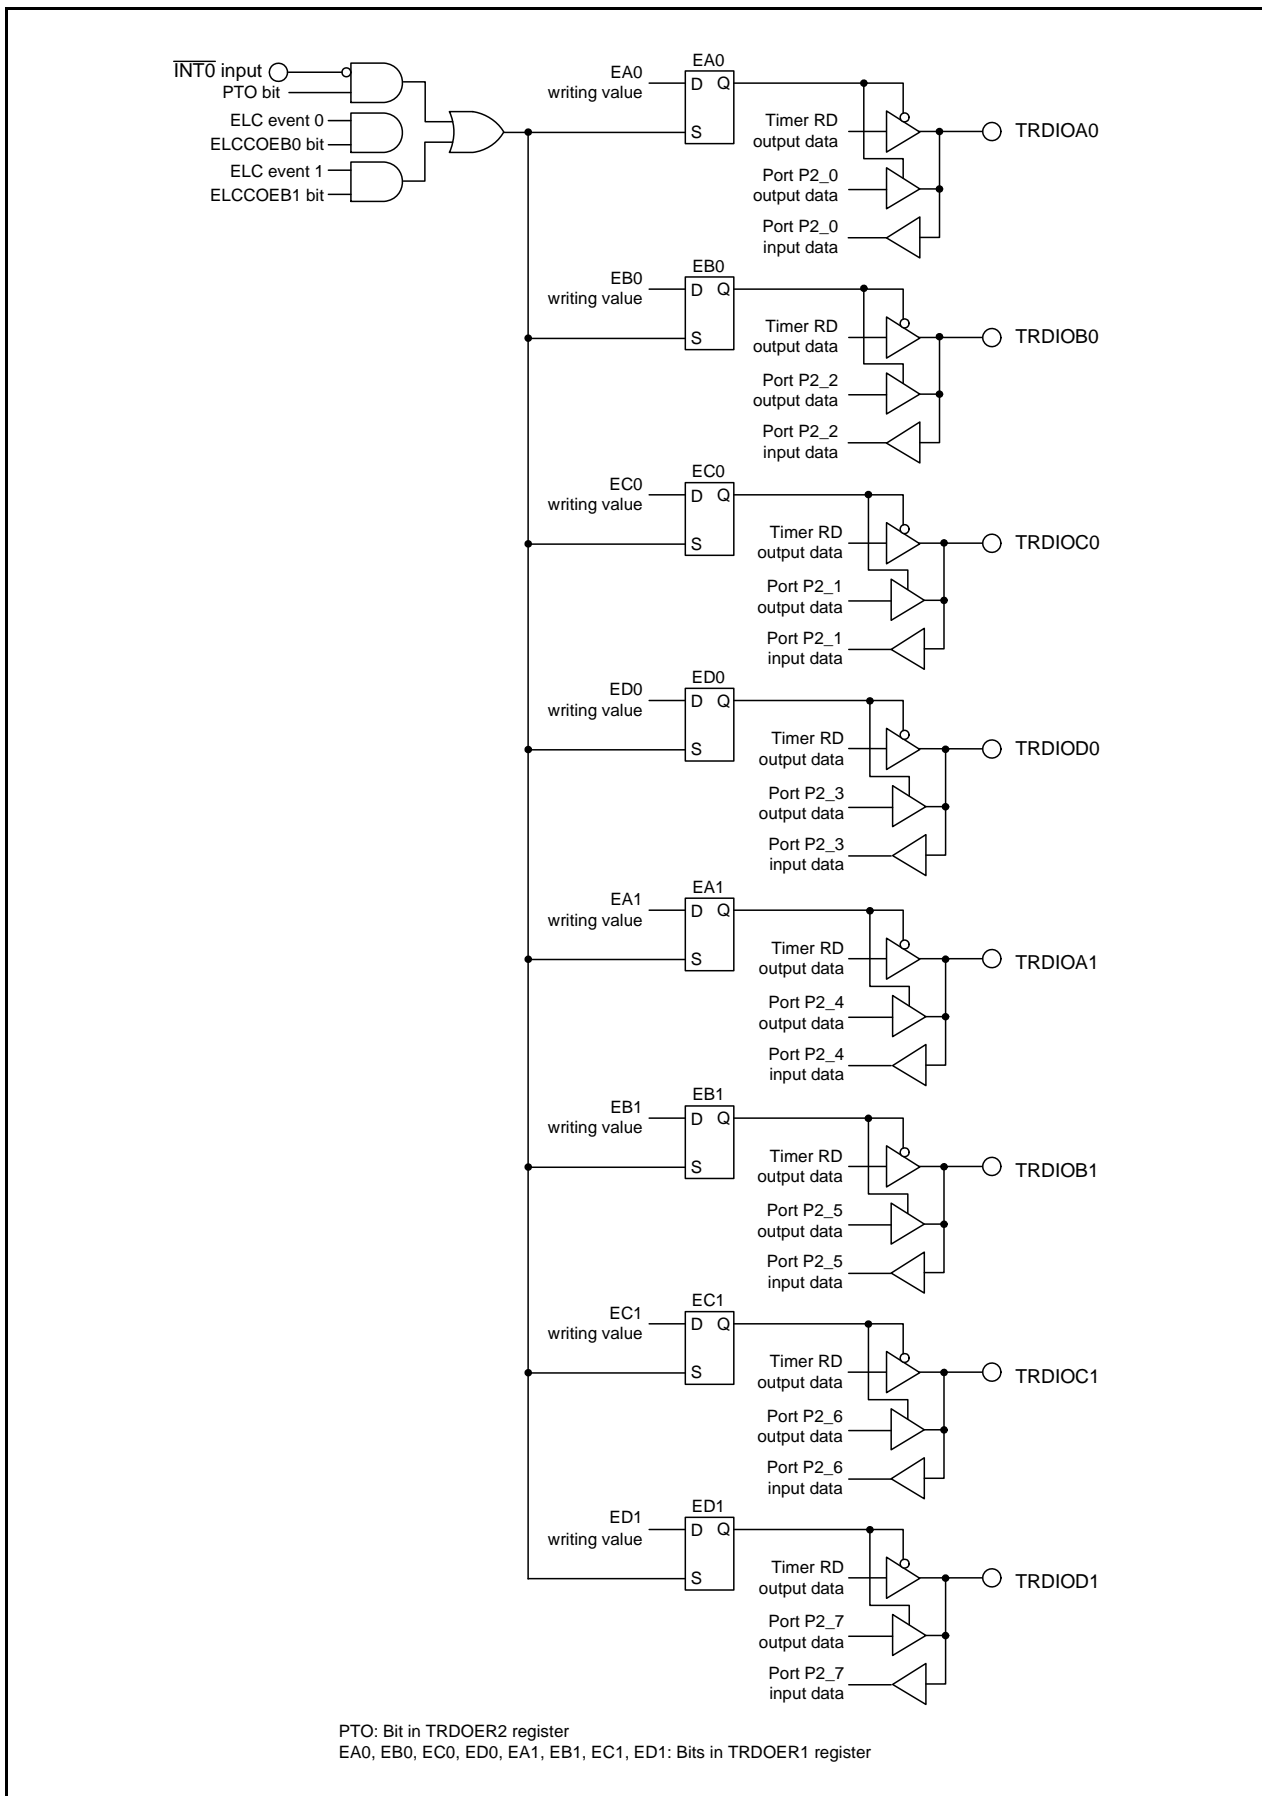 INT0 input
PTO bit
ELC event 0
ELCCOEB0 bit
ELC event 1
ELCCOEB1 bit
EA0
EA0
writing value
D Q
S
Timer RD
output data
TRDIOA0
Port P2_0
output data
Port P2_0
input data
EB0
EB0
writing value
D Q
S
Timer RD
output data
TRDIOB0
Port P2_2
output data
Port P2_2
input data
EC0
EC0
writing value
D Q
S
Timer RD
output data
TRDIOC0
Port P2_1
output data
Port P2_1
input data
ED0
ED0
writing value
D Q
S
Timer RD
output data
TRDIOD0
Port P2_3
output data
Port P2_3
input data
EA1
EA1
writing value
D Q
S
Timer RD
output data
TRDIOA1
Port P2_4
output data
Port P2_4
input data
EB1
EB1
writing value
D Q
S
Timer RD
output data
TRDIOB1
Port P2_5
output data
Port P2_5
input data
EC1
EC1
writing value
D Q
S
Timer RD
output data
TRDIOC1
Port P2_6
output data
Port P2_6
input data
ED1
ED1
writing value
D Q
S
Timer RD
output data
TRDIOD1
Port P2_7
output data
Port P2_7
input data
PTO: Bit in TRDOER2 register
EA0, EB0, EC0, ED0, EA1, EB1, EC1, ED1: Bits in TRDOER1 register